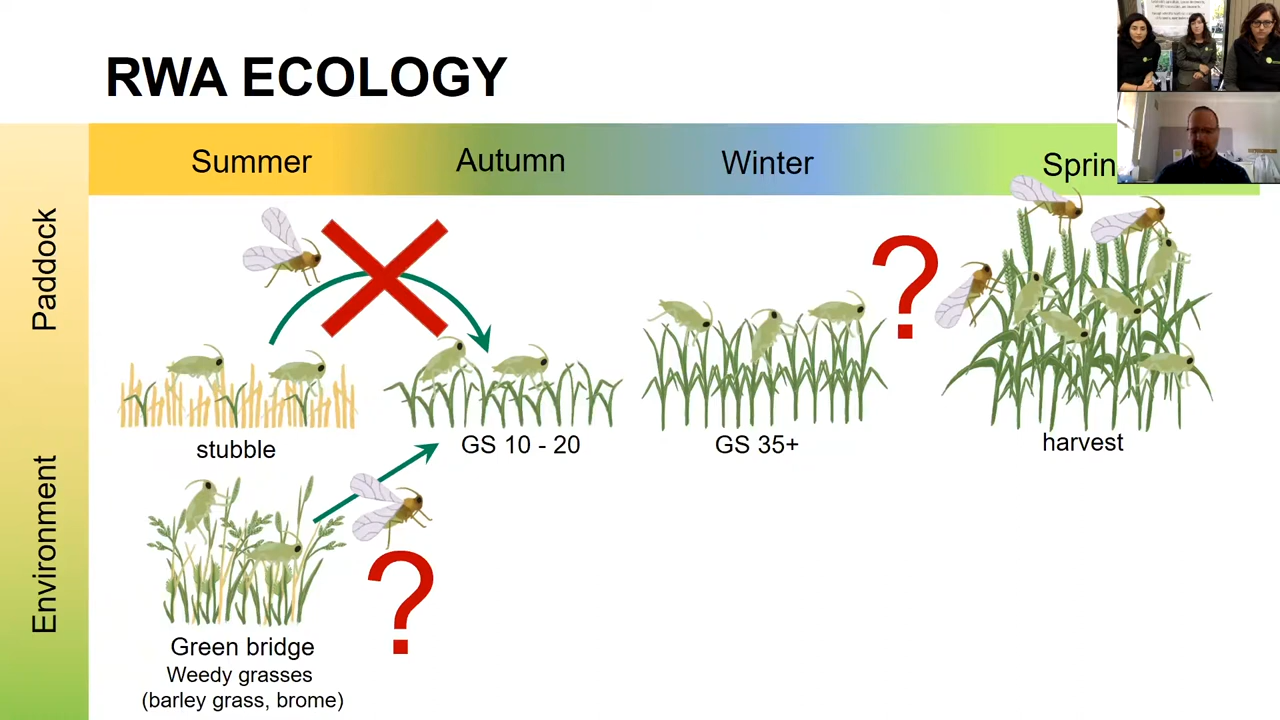 RWA ECOLOGY
Summer
Autumn
Winter
Sprin
Paddock
?
stubble
GS 10 - 20
GS 35+
harvest
Environment
?
Green bridge
Weedy grasses
(barley grass, brome)